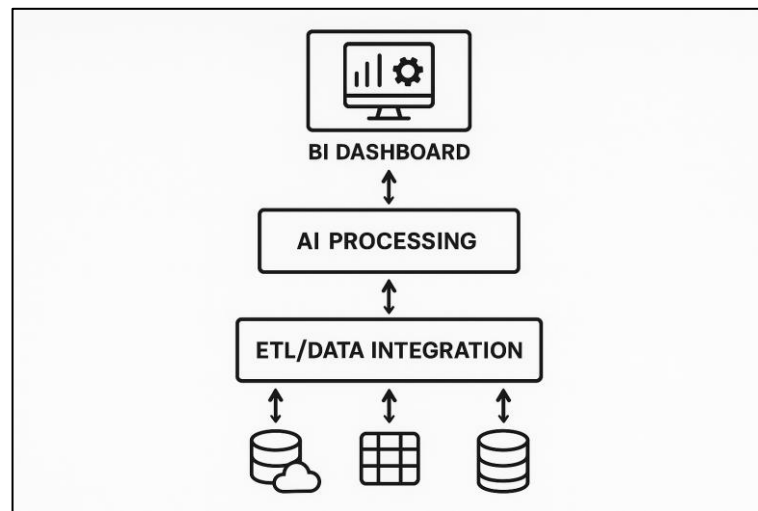 BI DASHBOARD
AI PROCESSING
ETL/DATA INTEGRATION